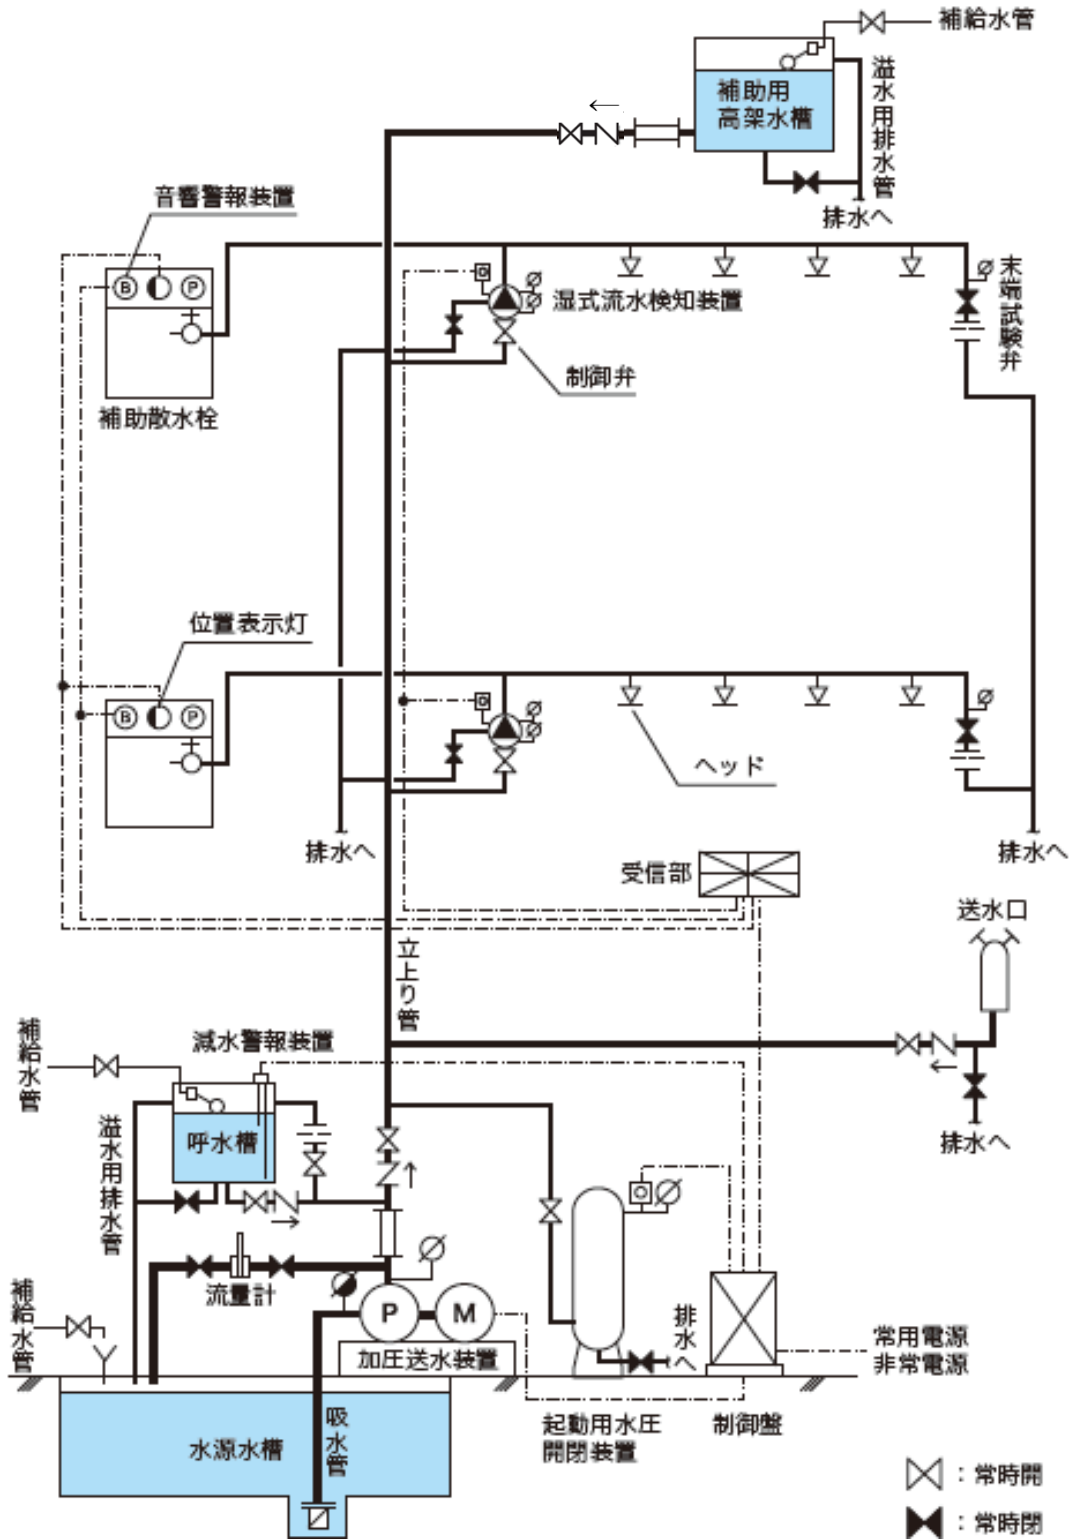 補給水管
補助用
高架水槽
溢水用排水管
排水へ
音響警報装置
B
P
湿式流水検知装置
末端試験弁
制御弁
補助散水栓
位置表示灯
B
P
ヘッド
排水へ
排水へ
受信部
送水口
立上り管
補給水管
減水警報装置
呼水槽
溢水用排水管
排水へ
流量計
補給水管
P
M
加圧送水装置
排水へ
常用電源
非常電源
吸水管
水源水槽
起動用水圧
開閉装置
制御盤
：常時開
：常時閉